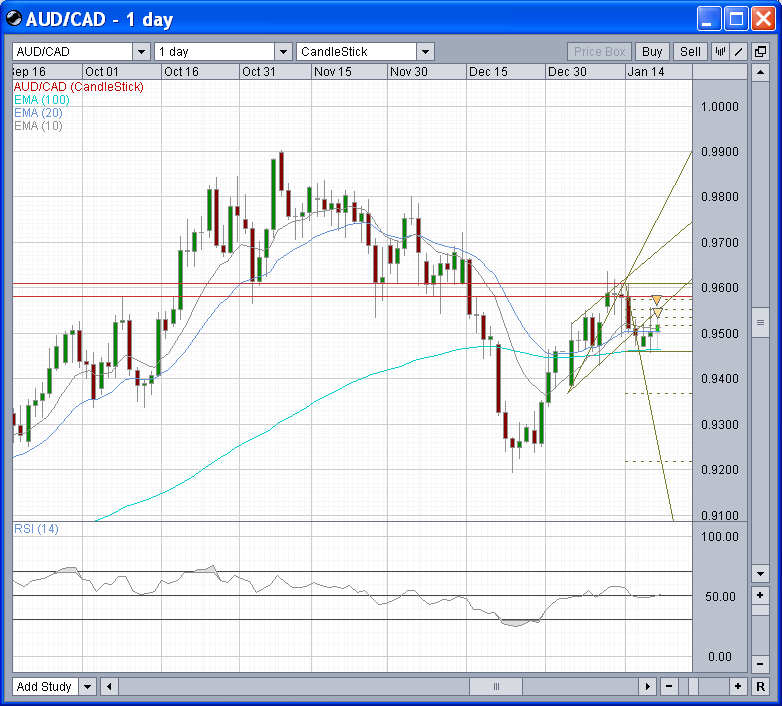 AUD/CAD - 1 day
AUD/CAD 1 day CandleStick Price Box Buy Sell
ep 16 Oct 01 Oct 16 Oct 31 Nov 15 Nov 30 Dec 15 Dec 30 Jan 14
AUD/CAD (CandleStick)
EMA (100)
EMA (20)
EMA (10)
1.0000
0.9900
0.9800
0.9700
0.9600
0.9500
0.9400
0.9300
0.9200
0.9100
RSI (14)
100.00
50.00
0.00
Add Study R